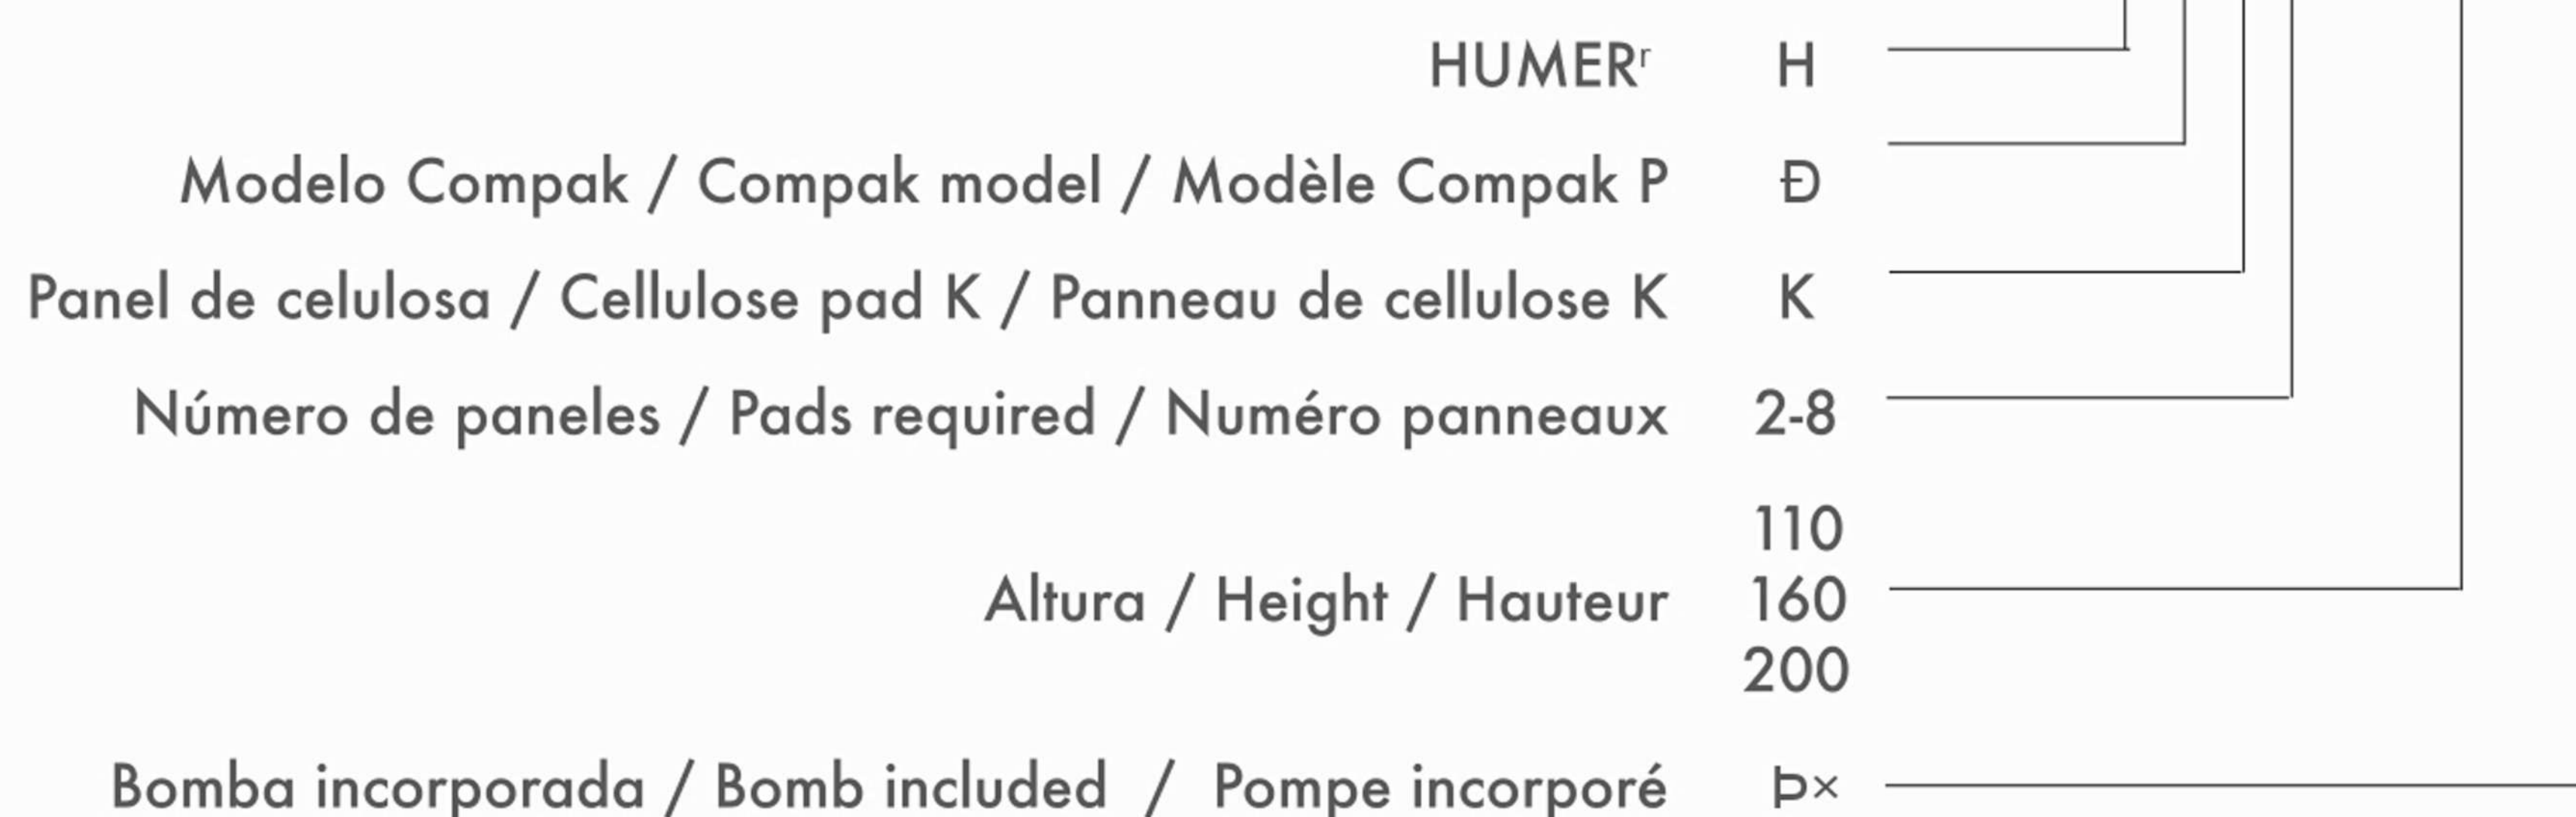 HUMERʳ H
Modelo Compak / Compak model / Modèle Compak P Đ
Panel de celulosa / Cellulose pad K / Panneau de cellulose K K
Número de paneles / Pads required / Numéro panneaux 2-8
110
Altura / Height / Hauteur 160
200
Bomba incorporada / Bomb included / Pompe incorporé Þ×